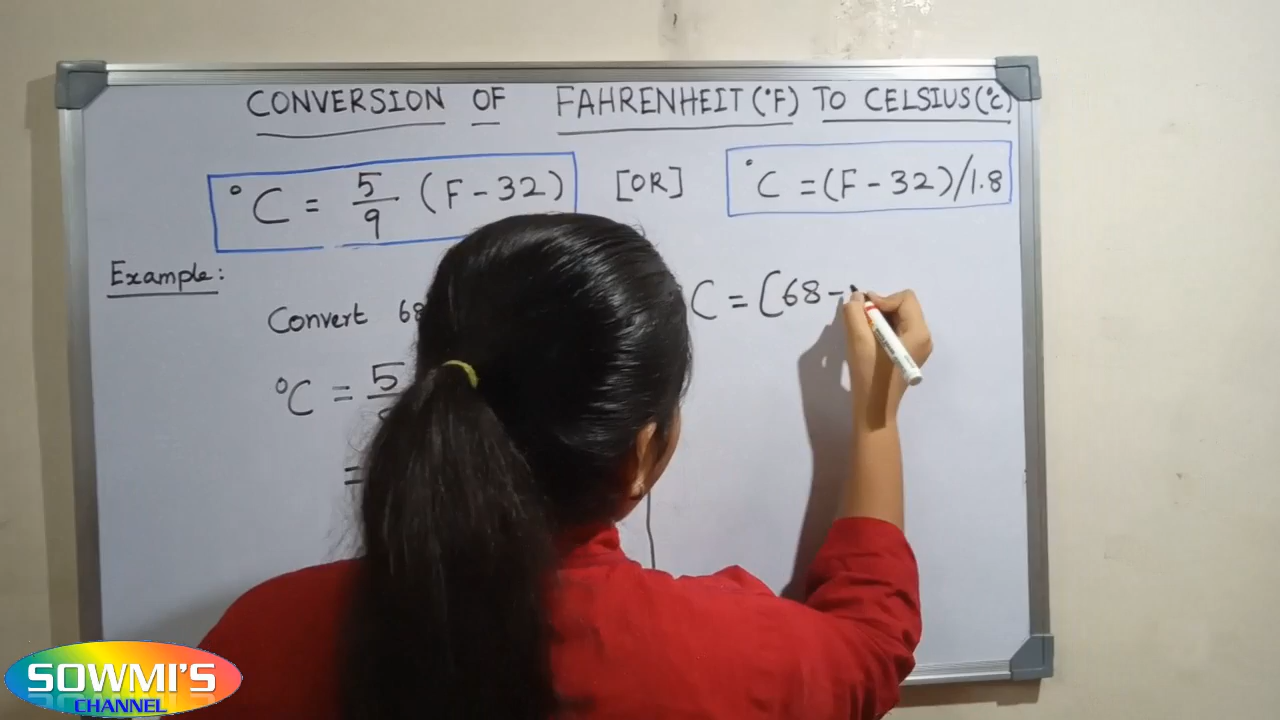 CONVERSION OF FAHRENHEIT (°F) TO CELSIUS (°C)
°C = 5/9 (F - 32) [OR] °C = (F - 32)/1.8
Example:
Convert 68
C = (68 -
°C = 5
=
SOWMI'S
CHANNEL